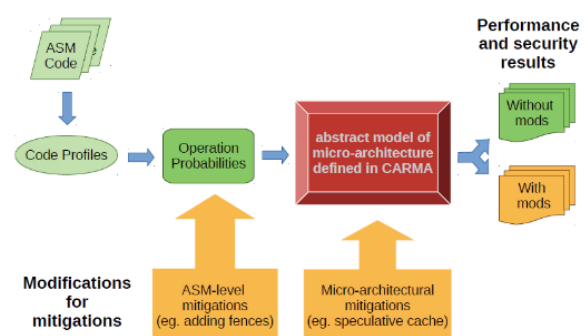 Performance
and security
results
ASM
Code
Without
mods
Code Profiles
Operation
Probabilities
abstract model of
micro-architecture
defined in CARMA
With
mods
Modifications
for
mitigations
ASM-level
mitigations
(eg. adding fences)
Micro-architectural
mitigations
(eg. speculative cache)